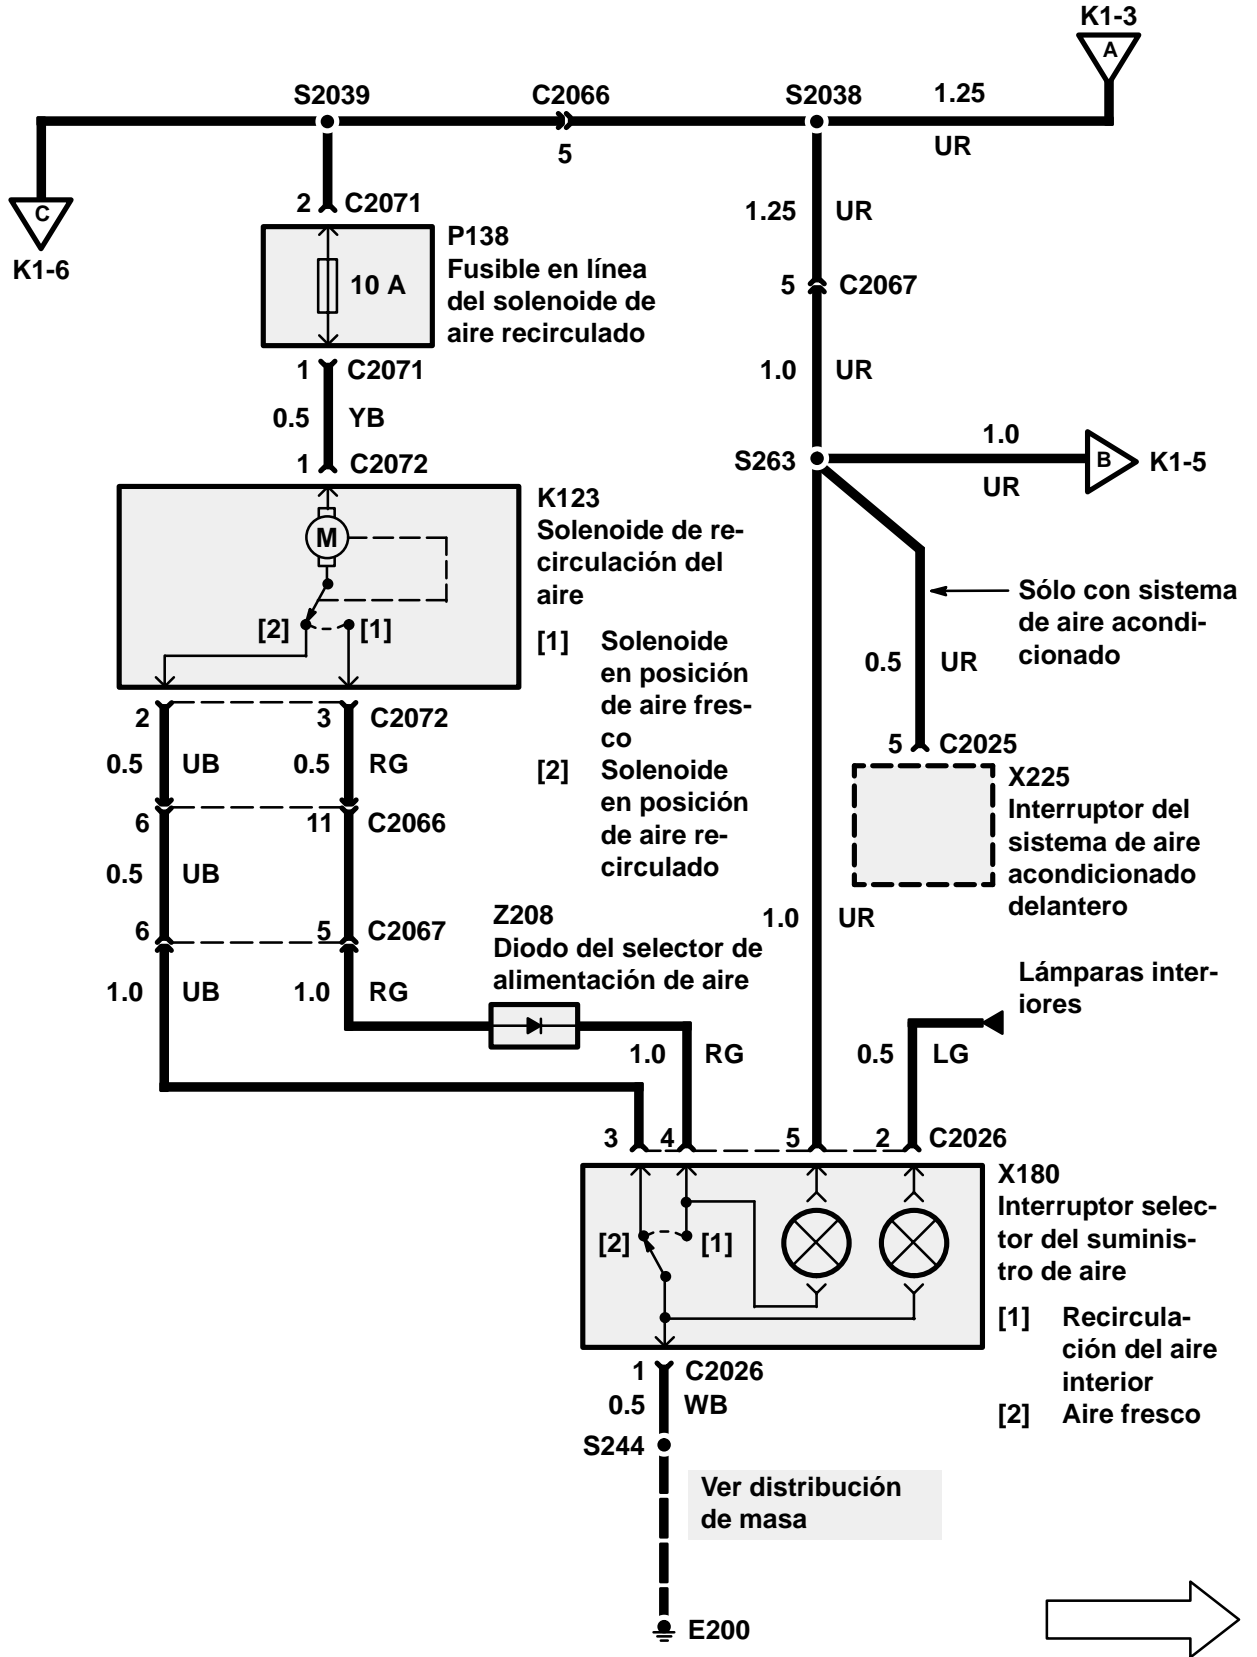 K1-3
A
S2039
C2066
S2038
1.25
5
UR
C
K1-6
2
C2071
1.25
UR
P138
Fusible en línea
del solenoide de
aire recirculado
10 A
5
C2067
1
C2071
1.0
UR
0.5
YB
1
C2072
S263
1.0
UR
B
K1-5
K123
Solenoide de re-
circulación del
aire
M
[2]
[1]
[1] Solenoide
en posición
de aire fres-
co
[2] Solenoide
en posición
de aire re-
circulado
Sólo con sistema
de aire acondi-
cionado
0.5
UR
2
3
C2072
5
C2025
0.5
UB
0.5
RG
X225
Interruptor del
sistema de aire
acondicionado
delantero
6
11
C2066
0.5
UB
6
5
C2067
Z208
Diodo del selector de
alimentación de aire
1.0
UR
1.0
UB
1.0
RG
Lámparas inter-
iores
1.0
RG
0.5
LG
3
4
5
2
C2026
X180
Interruptor selec-
tor del suminis-
tro de aire
[2]
[1]
[1] Recircula-
ción del aire
interior
[2] Aire fresco
1
C2026
0.5
WB
S244
Ver distribución
de masa
E200